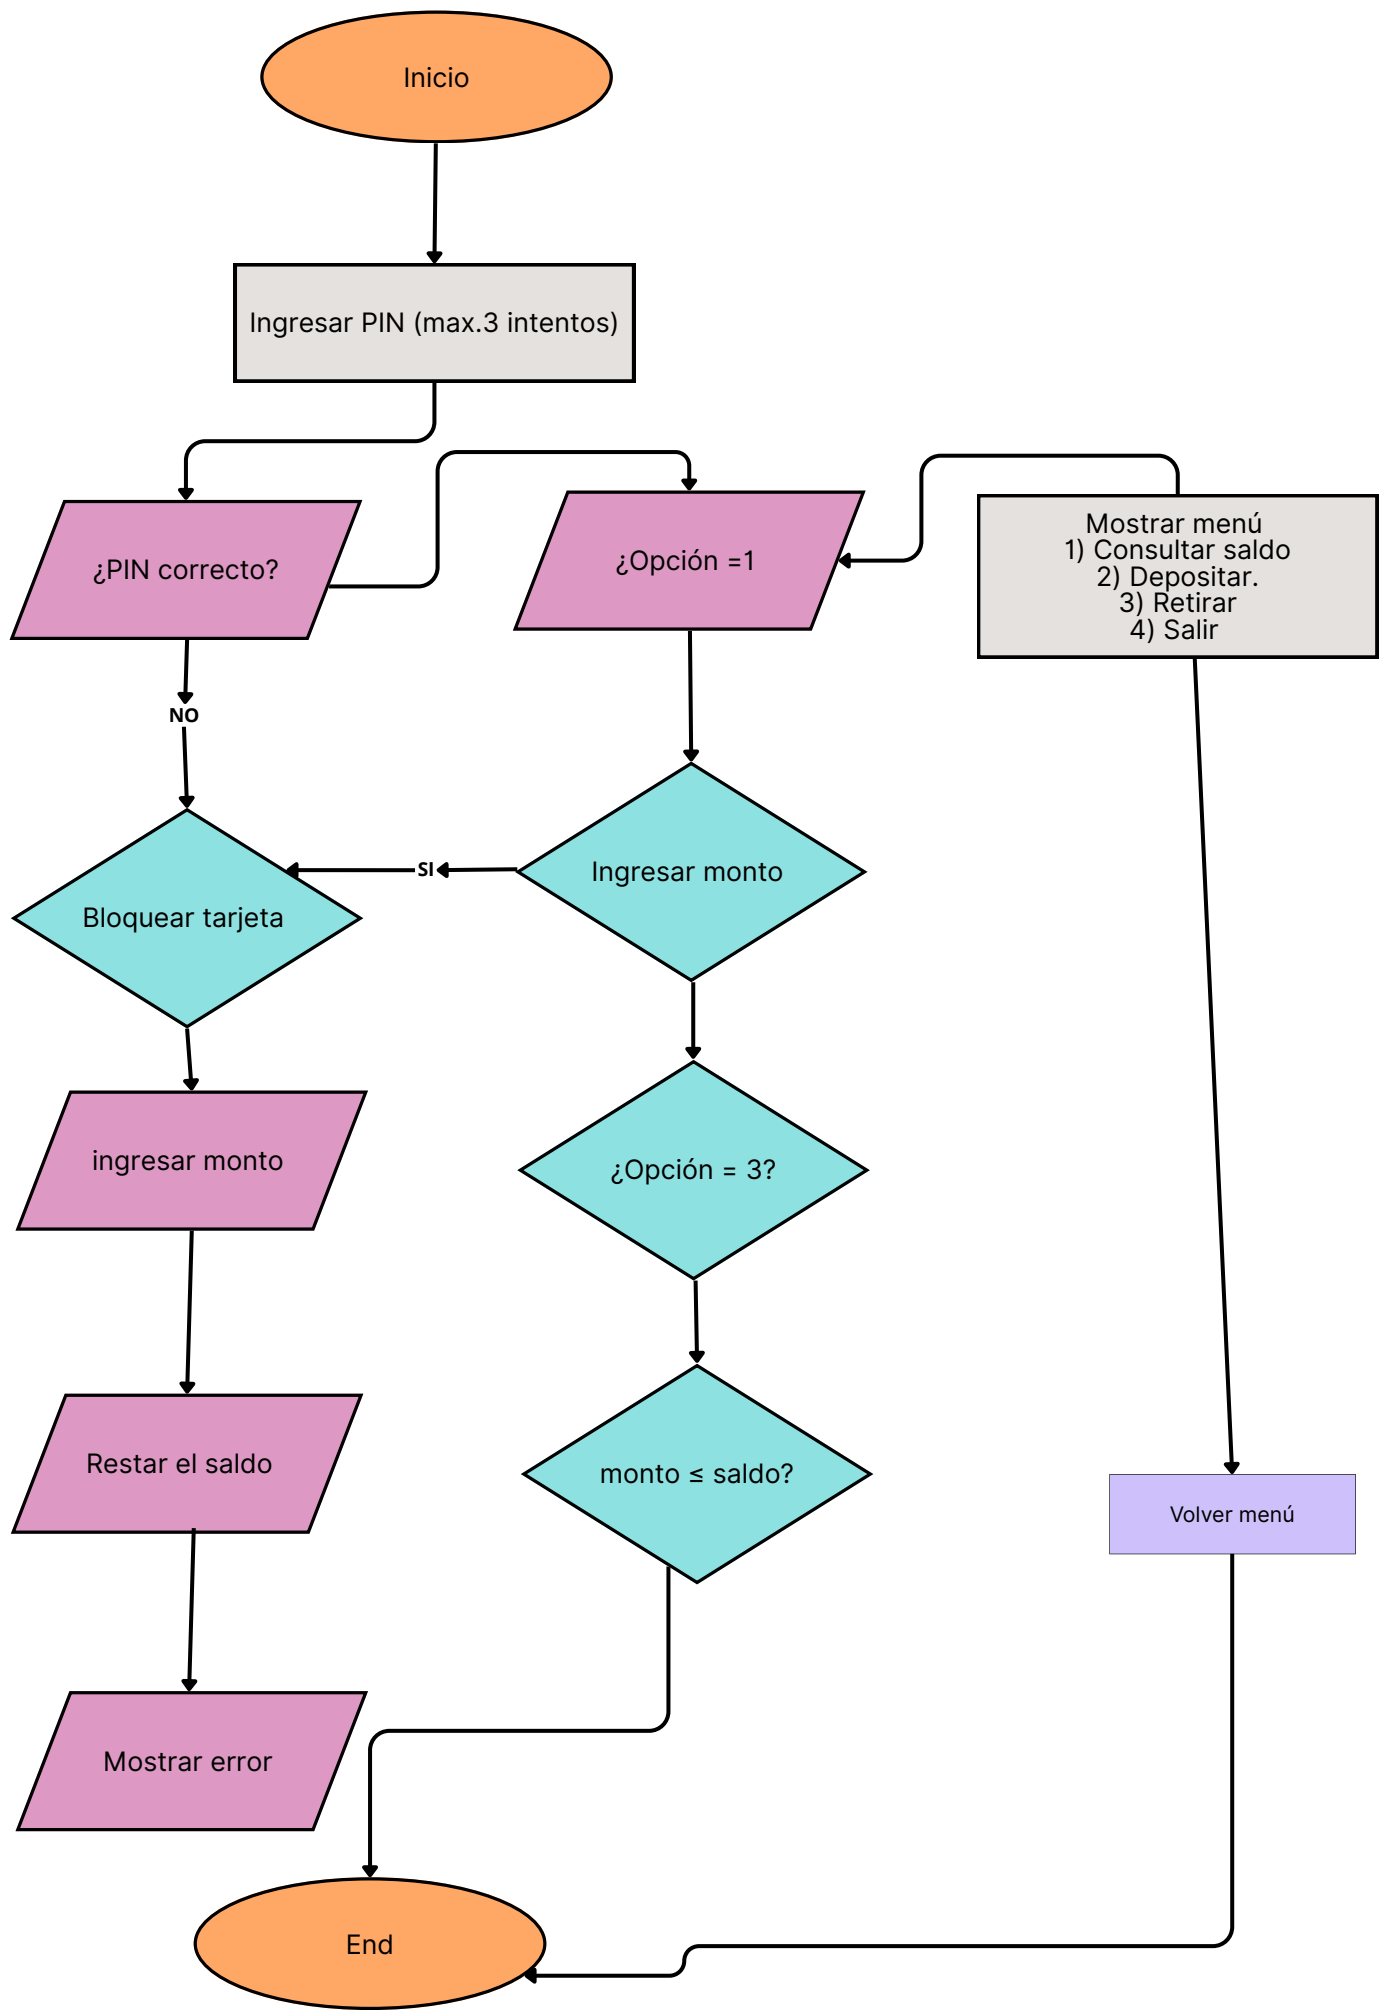 Inicio
Ingresar PIN (max.3 intentos)
¿PIN correcto?
¿Opción =1
Mostrar menú
1) Consultar saldo
2) Depositar.
3) Retirar
4) Salir
NO
SI
Ingresar monto
Bloquear tarjeta
ingresar monto
¿Opción = 3?
Restar el saldo
monto ≤ saldo?
Volver menú
Mostrar error
End